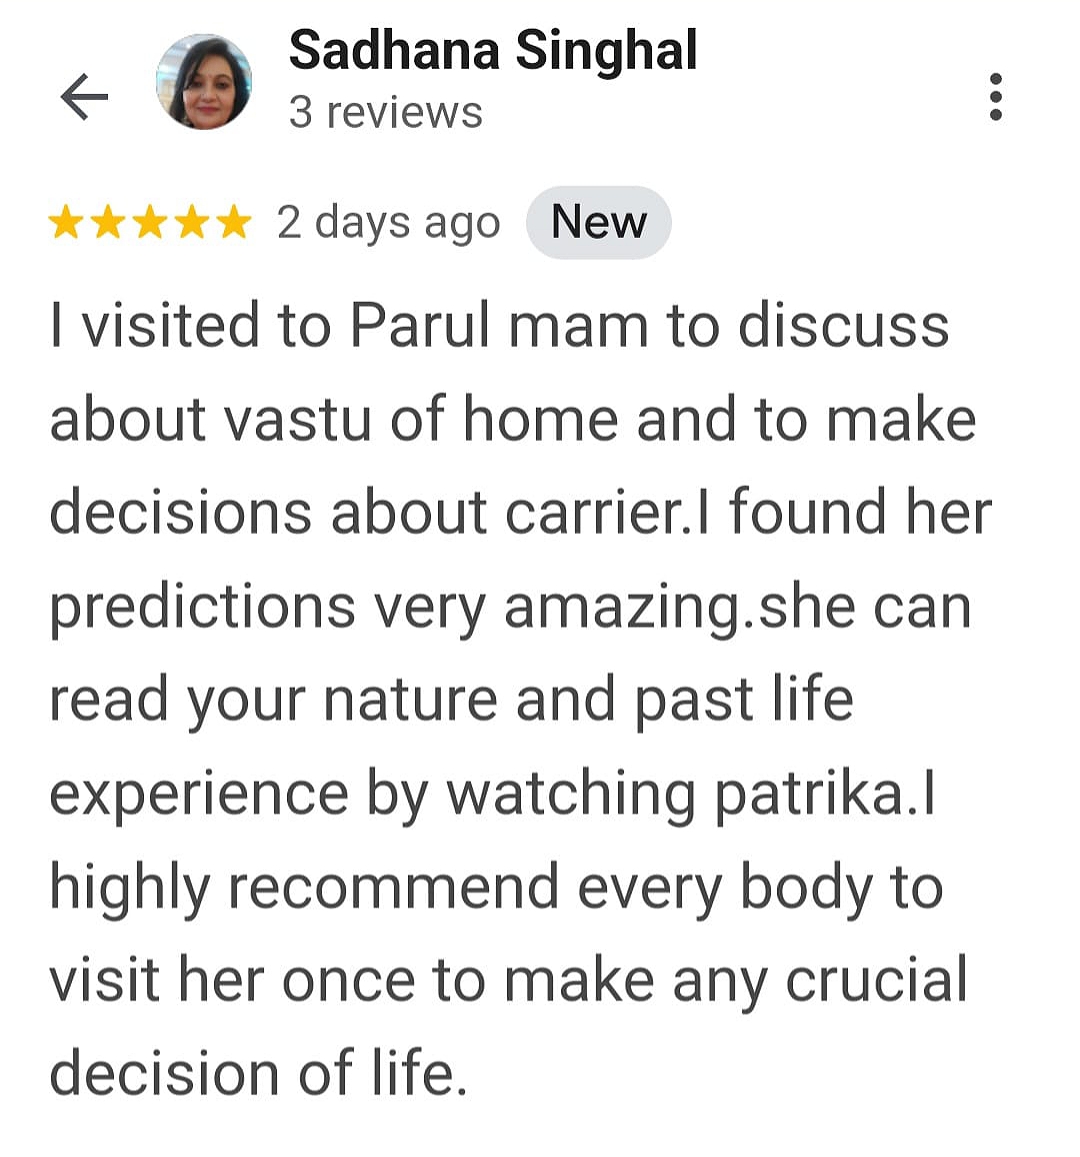 Sadhana Singhal
3 reviews
2 days ago New
I visited to Parul mam to discuss
about vastu of home and to make
decisions about carrier.I found her
predictions very amazing.she can
read your nature and past life
experience by watching patrika.I
highly recommend every body to
visit her once to make any crucial
decision of life.